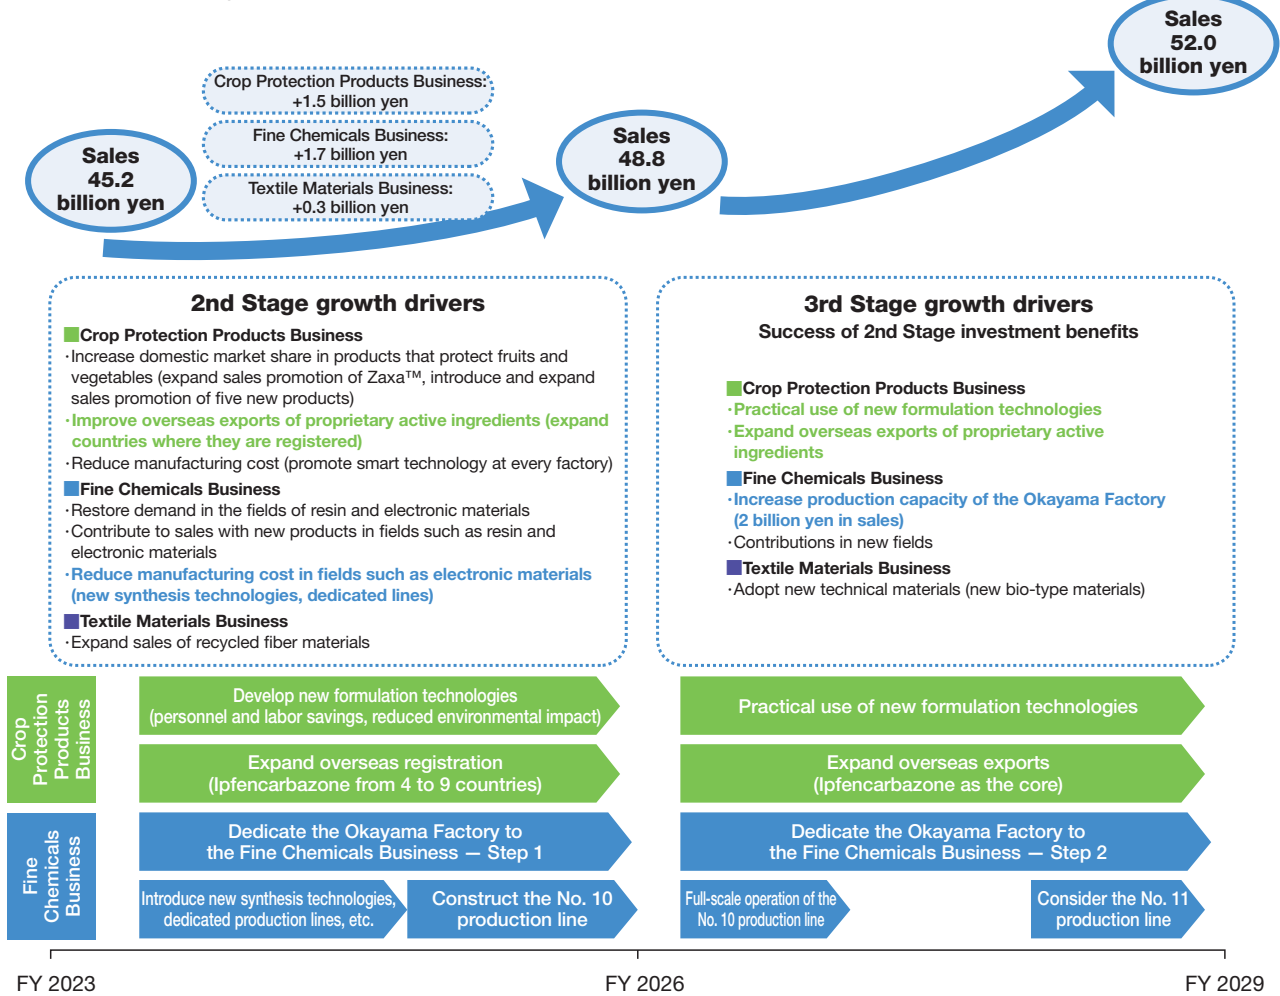 Sales
52.0
billion yen
Crop Protection Products Business:
+1.5 billion yen
Fine Chemicals Business:
+1.7 billion yen
Textile Materials Business:
+0.3 billion yen
Sales
45.2
billion yen
Sales
48.8
billion yen
2nd Stage growth drivers
Crop Protection Products Business
·Increase domestic market share in products that protect fruits and
vegetables (expand sales promotion of Zaxa™, introduce and expand
sales promotion of five new products)
·Improve overseas exports of proprietary active ingredients (expand
countries where they are registered)
·Reduce manufacturing cost (promote smart technology at every factory)
Fine Chemicals Business
·Restore demand in the fields of resin and electronic materials
·Contribute to sales with new products in fields such as resin and
electronic materials
·Reduce manufacturing cost in fields such as electronic materials
(new synthesis technologies, dedicated lines)
Textile Materials Business
·Expand sales of recycled fiber materials
3rd Stage growth drivers
Success of 2nd Stage investment benefits
Crop Protection Products Business
·Practical use of new formulation technologies
·Expand overseas exports of proprietary active
ingredients
Fine Chemicals Business
·Increase production capacity of the Okayama Factory
(2 billion yen in sales)
·Contributions in new fields
Textile Materials Business
·Adopt new technical materials (new bio-type materials)
Crop
Protection
Products
Business
Develop new formulation technologies
(personnel and labor savings, reduced environmental impact)
Practical use of new formulation technologies
Expand overseas registration
(Ipfencarbazone from 4 to 9 countries)
Expand overseas exports
(Ipfencarbazone as the core)
Fine
Chemicals
Business
Dedicate the Okayama Factory to
the Fine Chemicals Business — Step 1
Dedicate the Okayama Factory to
the Fine Chemicals Business — Step 2
Introduce new synthesis technologies,
dedicated production lines, etc.
Construct the No. 10
production line
Full-scale operation of the
No. 10 production line
Consider the No. 11
production line
FY 2023
FY 2026
FY 2029